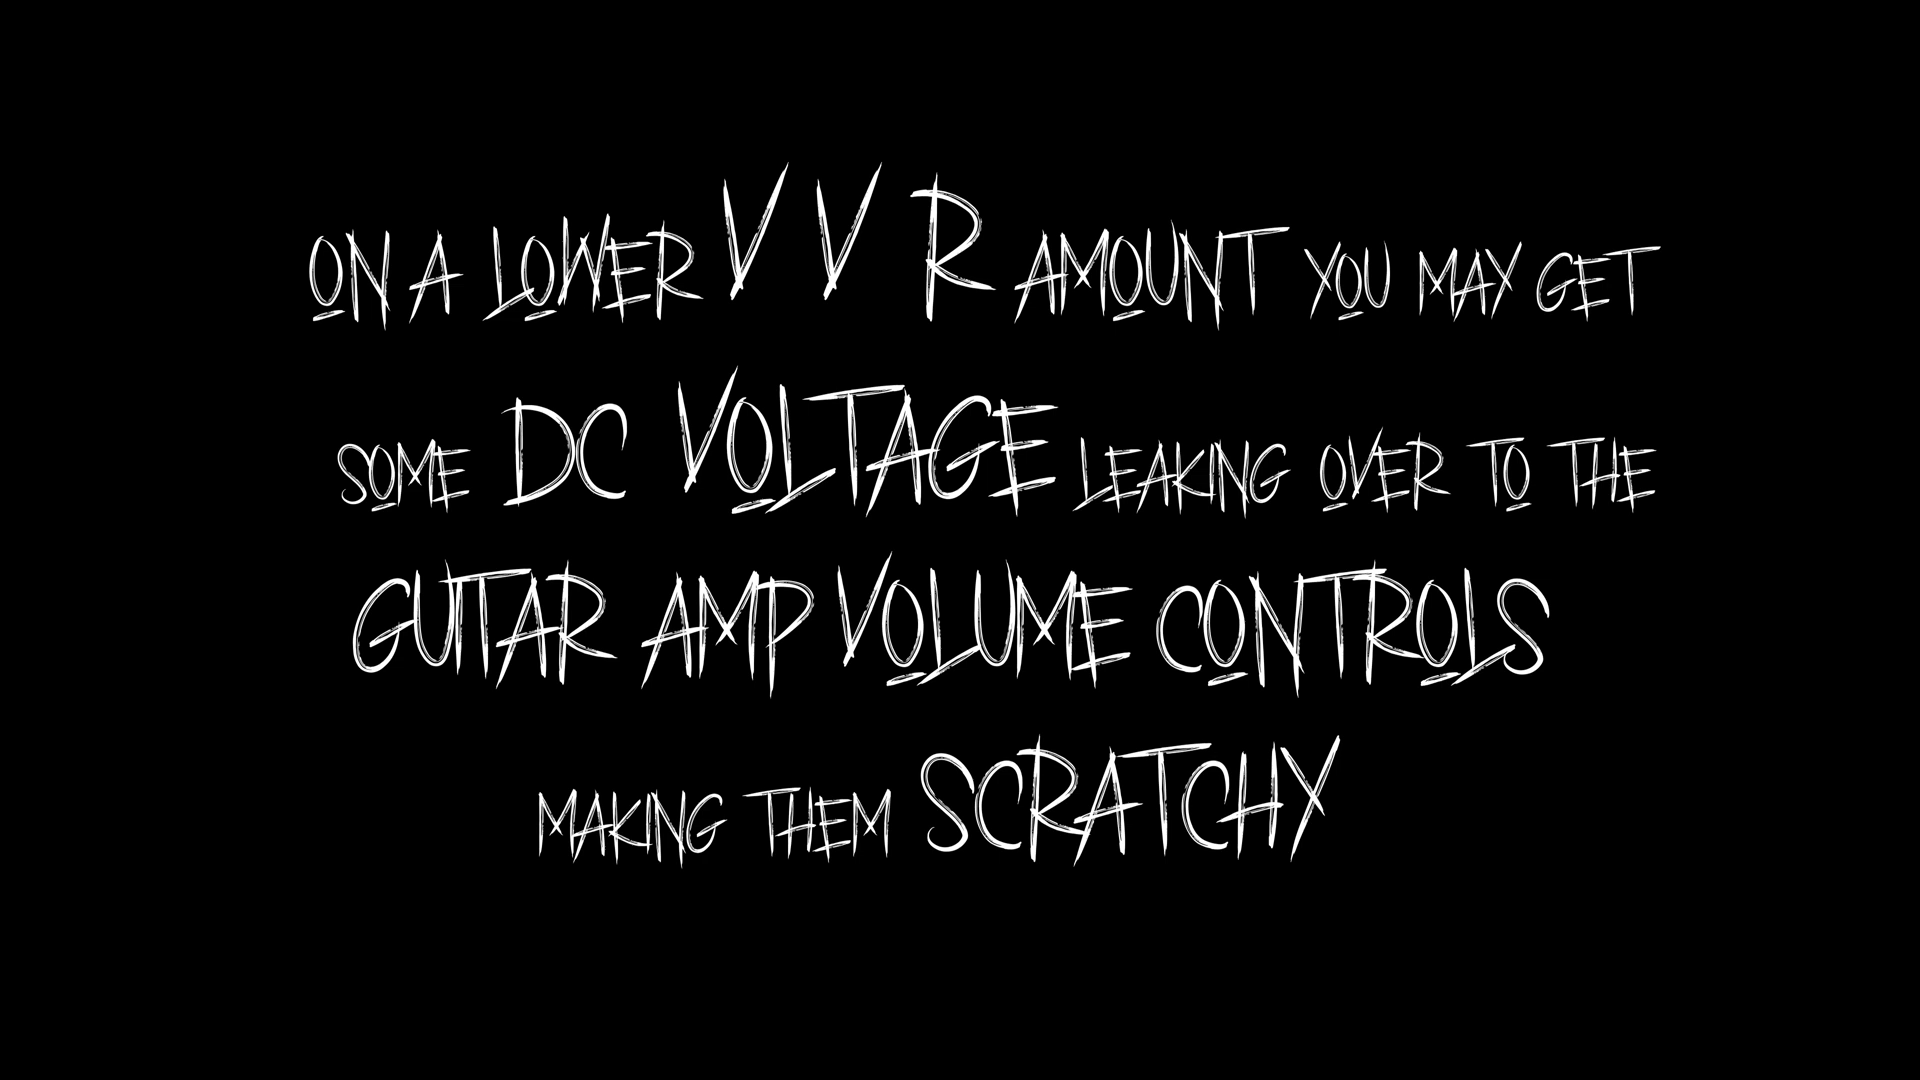 ON A LOWER V V R AMOUNT YOU MAY GET
SOME DC VOLTAGE LEAKING OVER TO THE
GUITAR AMP VOLUME CONTROLS
MAKING THEM SCRATCHY